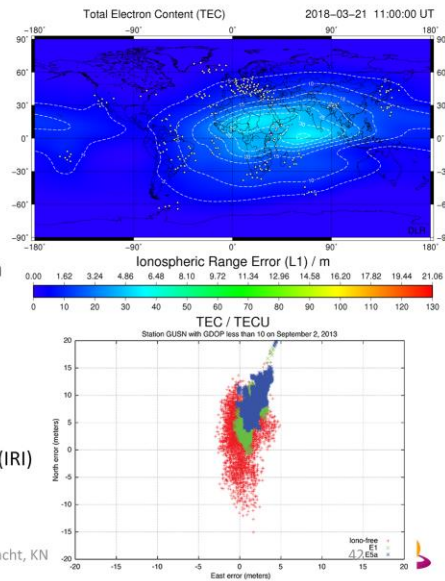 Total Electron Content (TEC) 2018-03-21 11:00:00 UT
-180° -90° 0° 90° 180°
90° 90°
60° 60°
30° 30°
0° 0°
-30° -30°
-60° -60°
-90° -90°
DLR
-180° -90° 0° 90° 180°
Ionospheric Range Error (L1) / m
0.00 1.62 3.24 4.86 6.48 8.10 9.72 11.34 12.96 14.58 16.20 17.82 19.44 21.06
0 10 20 30 40 50 60 70 80 90 100 110 120 130
TEC / TECU
Station GUSN with GDOP less than 10 on September 2, 2013
20
15
10
5
0
-5
-10
-15
-20
North error (meters)
(IRI)
Iono-free
E1
E5a
-20 -15 -10 -5 0 5 10 15 20
East error (meters)
acht, KN
42